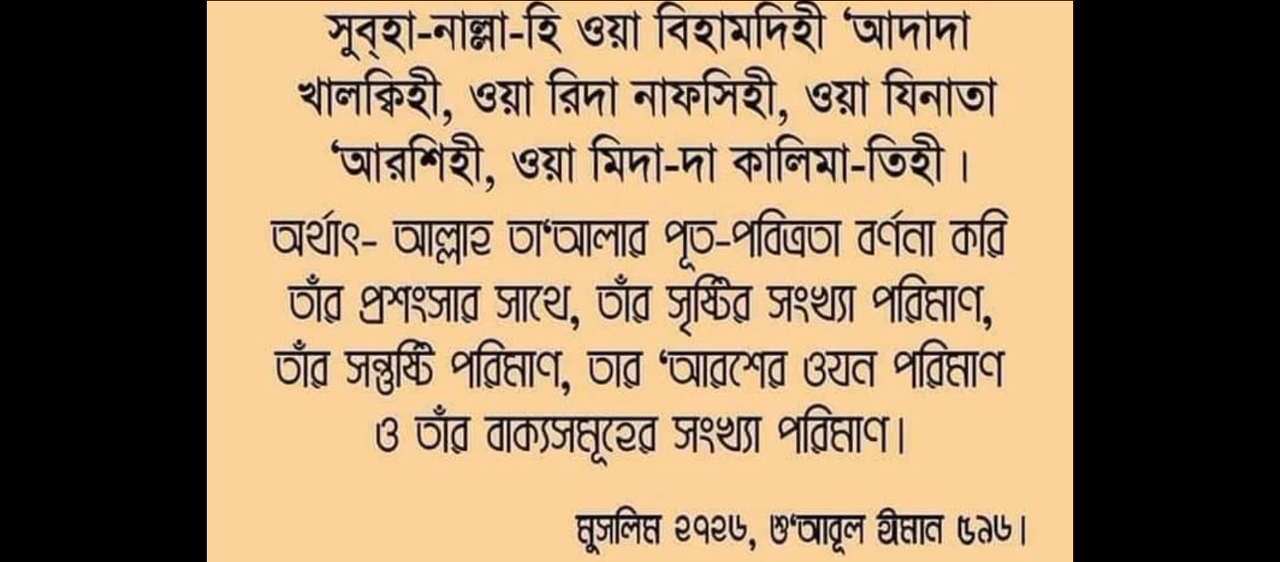 সুব্‌হা-নাল্লা-হি ওয়া বিহামদিহী ‘আদাদা
খালক্বিহী, ওয়া রিদা নাফসিহী, ওয়া যিনাতা
‘আরশিহী, ওয়া মিদা-দা কালিমা-তিহী।
অর্থাৎ- আল্লাহ তা‘আলার পূত-পবিত্রতা বর্ণনা করি
তাঁর প্রশংসার সাথে, তাঁর সৃষ্টির সংখ্যা পরিমাণ,
তাঁর সন্তুষ্টি পরিমাণ, তার ‘আরশের ওযন পরিমাণ
ও তাঁর বাক্যসমূহের সংখ্যা পরিমাণ।
মুসলিম ২৭২৬, শু‘আবূল ঈমান ৫৯৬।